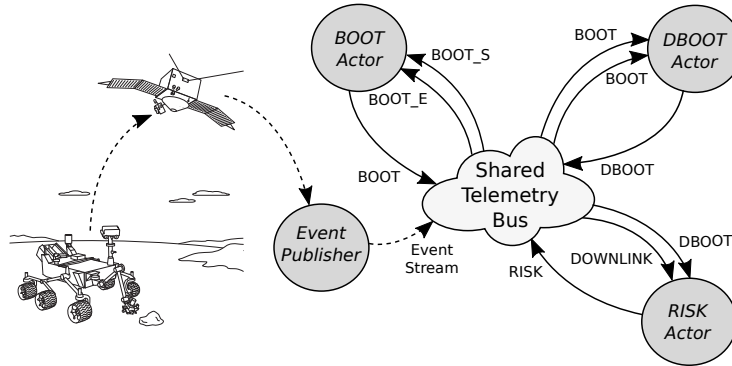 BOOT
Actor
BOOT_S
BOOT_E
BOOT
BOOT
BOOT
DBOOT
Actor
DBOOT
Shared
Telemetry
Bus
Event
Publisher
Event
Stream
RISK
DOWNLINK
DBOOT
RISK
Actor